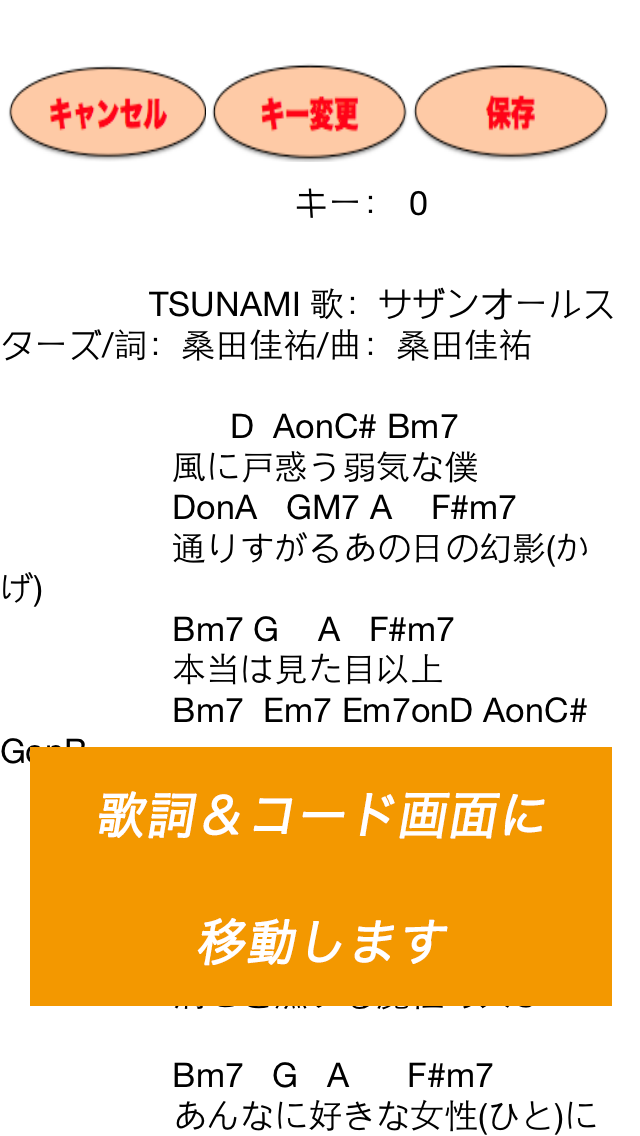 キャンセル キー変更 保存
キー： 0
TSUNAMI 歌：サザンオールス
ターズ/詞：桑田佳祐/曲：桑田佳祐
D AonC# Bm7
風に戸惑う弱気な僕
DonA GM7 A F#m7
通りすがるあの日の幻影(か
げ)
Bm7 G A F#m7
本当は見た目以上
Bm7 Em7 Em7onD AonC#
歌詞＆コード画面に
移動します
Bm7 G A F#m7
あんなに好きな女性(ひと)に